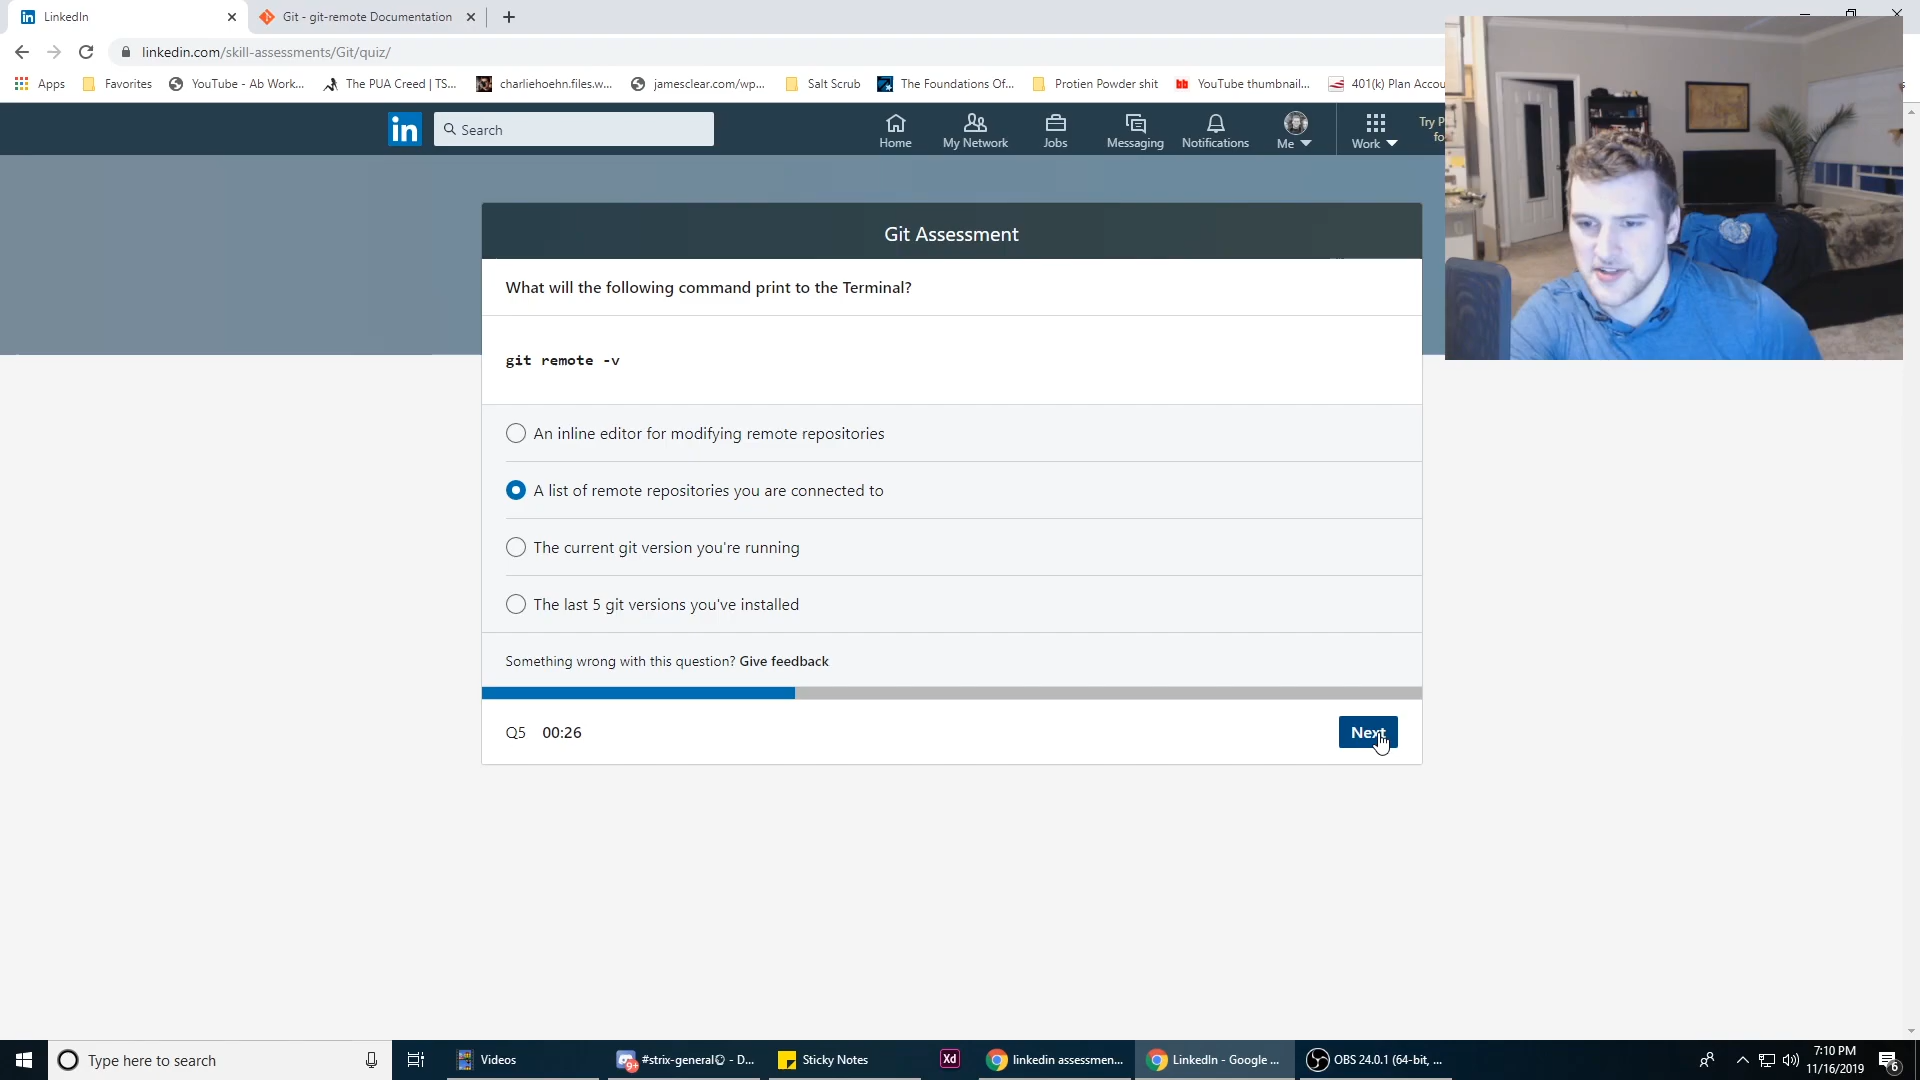 LinkedIn
Git - git-remote Documentation
linkedin.com/skill-assessments/Git/quiz/
Apps
Favorites
YouTube - Ab Work...
The PUA Creed | TS...
charliehoehn.files.w...
jamesclear.com/wp...
Salt Scrub
The Foundations Of...
Protien Powder shit
YouTube thumbnail...
401(k) Plan Accou
in
Search
Home
My Network
Jobs
Messaging
Notifications
Me
Work
Try P
fo
Git Assessment
What will the following command print to the Terminal?
git remote -v
An inline editor for modifying remote repositories
A list of remote repositories you are connected to
The current git version you're running
The last 5 git versions you've installed
Something wrong with this question? Give feedback
Q5 00:26
Next
Type here to search
Videos
#strix-general© - D...
Sticky Notes
Xd
linkedin assessmen...
LinkedIn - Google ...
OBS 24.0.1 (64-bit, ...
7:10 PM
11/16/2019
6